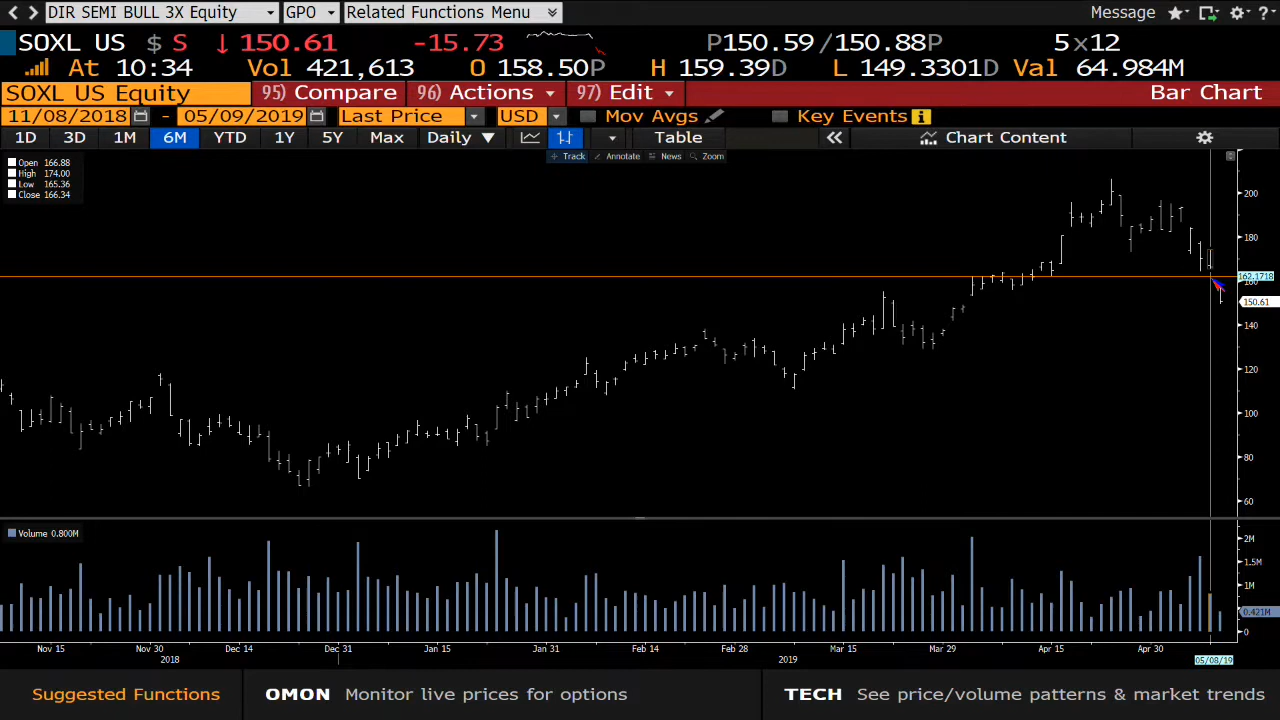 DIR SEMI BULL 3X Equity GPO Related Functions Menu Message ?
SOXL US $ S ↓ 150.61 -15.73 P150.59 /150.88P 5x12
At 10:34 Vol 421,613 O 158.50P H 159.39D L 149.3301D Val 64.984M
SOXL US Equity 95) Compare 96) Actions 97) Edit Bar Chart
11/08/2018 - 05/09/2019 Last Price USD Mov Avgs Key Events i
1D 3D 1M 6M YTD 1Y 5Y Max Daily ▼ Table « Chart Content
Track Annotate News Zoom
Open 166.88
High 174.00
Low 165.36
Close 166.34
200
180
162.1718
160
150.61
140
120
100
80
60
Volume 0.800M
2M
1.5M
1M
0.421M
0
Nov 15 Nov 30 Dec 14 Dec 31 Jan 15 Jan 31 Feb 14 Feb 28 Mar 15 Mar 29 Apr 15 Apr 30
2018 2019 05/08/19
Suggested Functions OMON Monitor live prices for options TECH See price/volume patterns & market trends